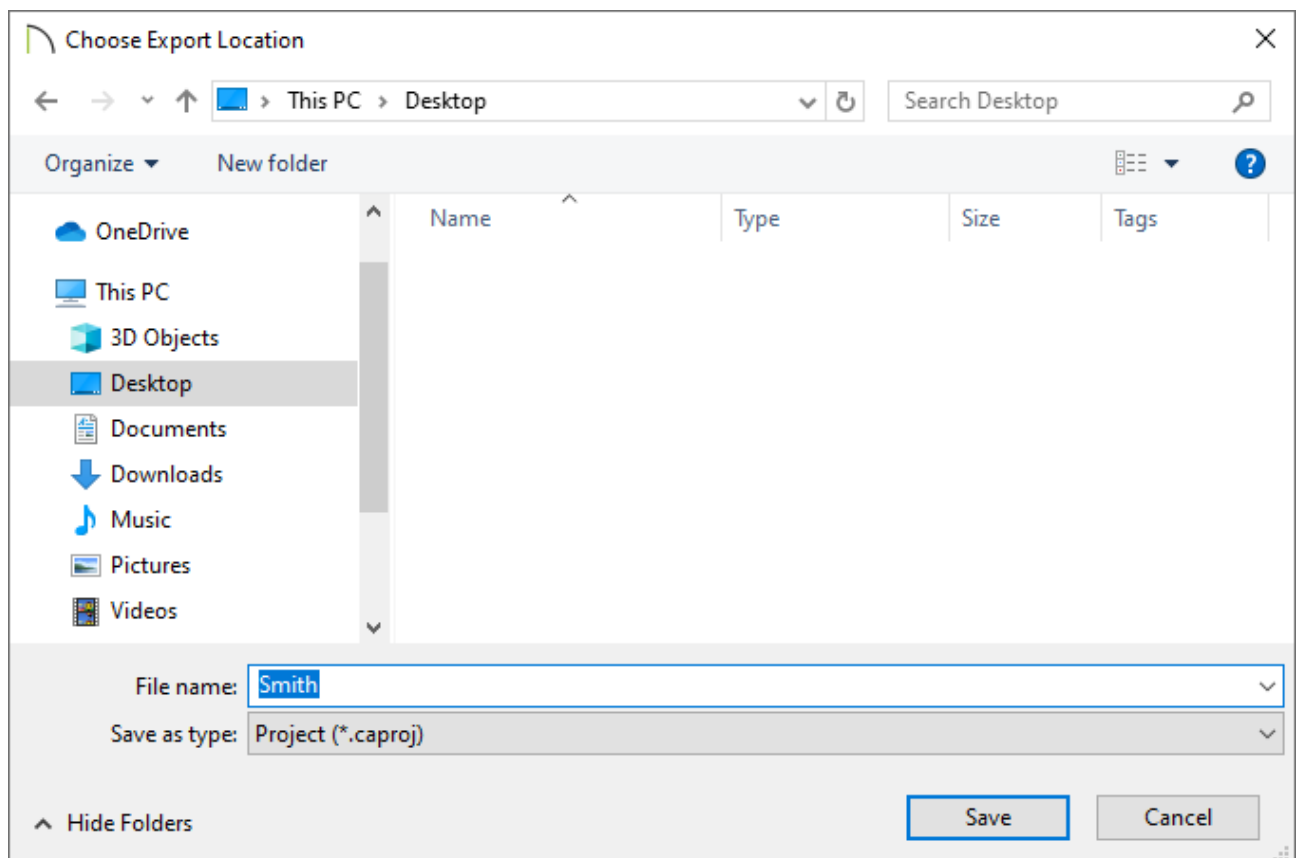 Choose Export Location
This PC > Desktop
Search Desktop
Organize
New folder
?
Name
Type
Size
Tags
OneDrive
This PC
3D Objects
Desktop
Documents
Downloads
Music
Pictures
Videos
File name: Smith
Save as type: Project (*.caproj)
Hide Folders
Save
Cancel